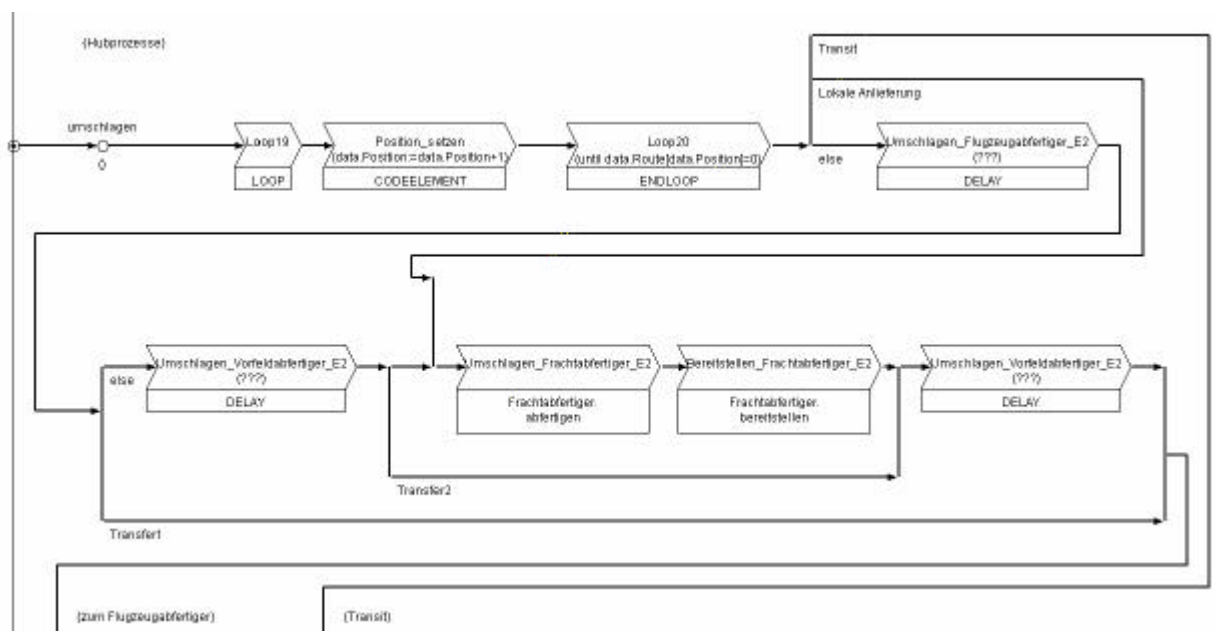 (Hubprozesse)
Transit
Lokale Anlieferung
umschlagen
0
Loop19
LOOP
Position_setzen
(data.Position:=data.Position+1)
CODEELEMENT
Loop20
(until data.Route[data.Position]=0)
ENDLOOP
else
Umschlagen_Flugzeugabfertiger_E2
(???)
DELAY
else
Umschlagen_Vorfeldabfertiger_E2
(???)
DELAY
Umschlagen_Frachtabfertiger_E2
Frachtabfertiger.
abfertigen
Bereitstellen_Frachtabfertiger_E2
Frachtabfertiger.
bereitstellen
Umschlagen_Vorfeldabfertiger_E2
(???)
DELAY
Transfer2
Transfer1
(zum Flugzeugabfertiger)
(Transit)